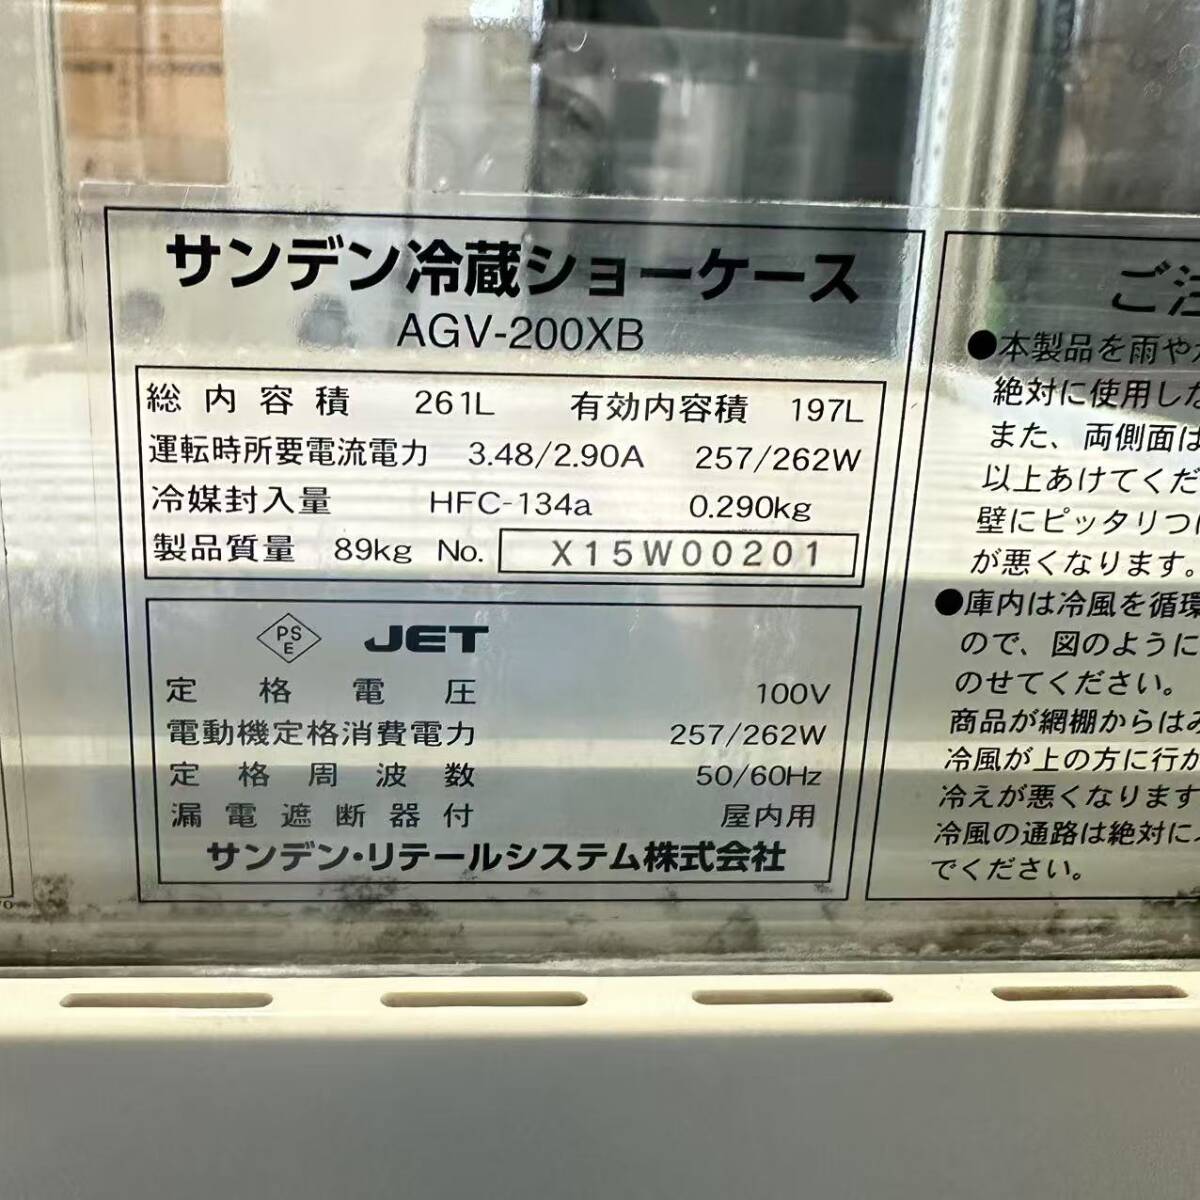 サンデン冷蔵ショーケース
AGV-200XB
総内容積 261L 有効内容積 197L
運転時所要電流電力 3.48/2.90A 257/262W
冷媒封入量 HFC-134a 0.290kg
製品質量 89kg No. X15W00201
PSE JET
定格電圧 100V
電動機定格消費電力 257/262W
定格周波数 50/60Hz
漏電遮断器付 屋内用
サンデン・リテールシステム株式会社
ご注
●本製品を雨や
絶対に使用した
また、両側面は
以上あけてくだ
壁にピッタリつけ
が悪くなります。
●庫内は冷風を循環
ので、図のように
のせてください。
商品が網棚からはみ
冷風が上の方に行か
冷えが悪くなります
冷風の通路は絶対に
でください。